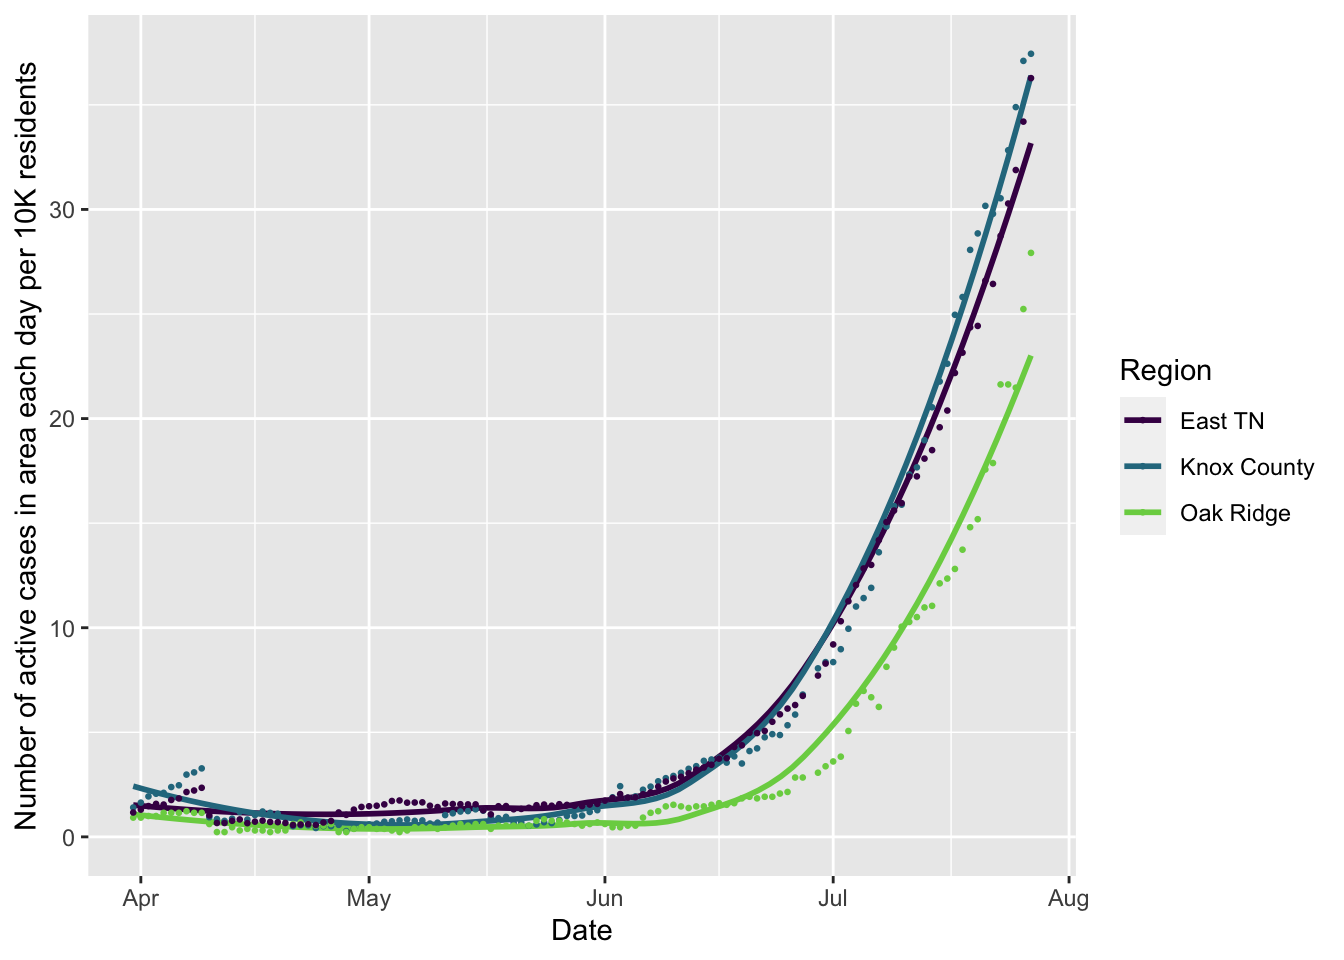 Number of active cases in area each day per 10K residents
30
20
10
0
Apr
May
Jun
Jul
Aug
Date
Region
East TN
Knox County
Oak Ridge